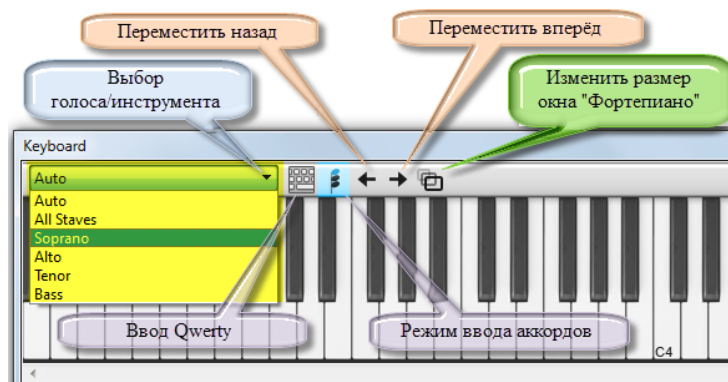 Переместить назад
Переместить вперёд
Выбор
голоса/инструмента
Изменить размер
окна "Фортепиано"
Keyboard
Auto
Auto
All Staves
Soprano
Alto
Tenor
Bass
Ввод Qwerty
Режим ввода аккордов
C4